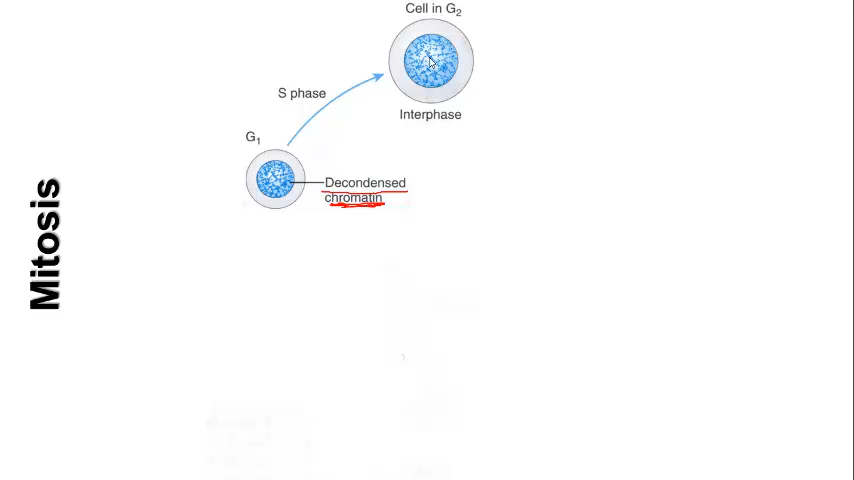 Cell in G₂
S phase
Interphase
G₁
Decondensed
chromatin
Mitosis